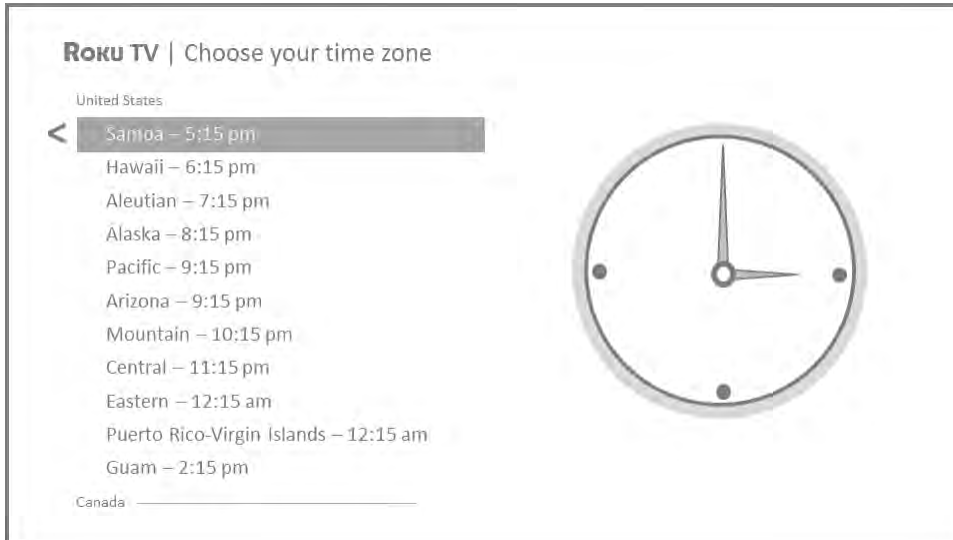 Roku TV | Choose your time zone
United States
<
Samoa – 5:15 pm
Hawaii – 6:15 pm
Aleutian – 7:15 pm
Alaska – 8:15 pm
Pacific – 9:15 pm
Arizona – 9:15 pm
Mountain – 10:15 pm
Central – 11:15 pm
Eastern – 12:15 am
Puerto Rico-Virgin Islands – 12:15 am
Guam – 2:15 pm
Canada